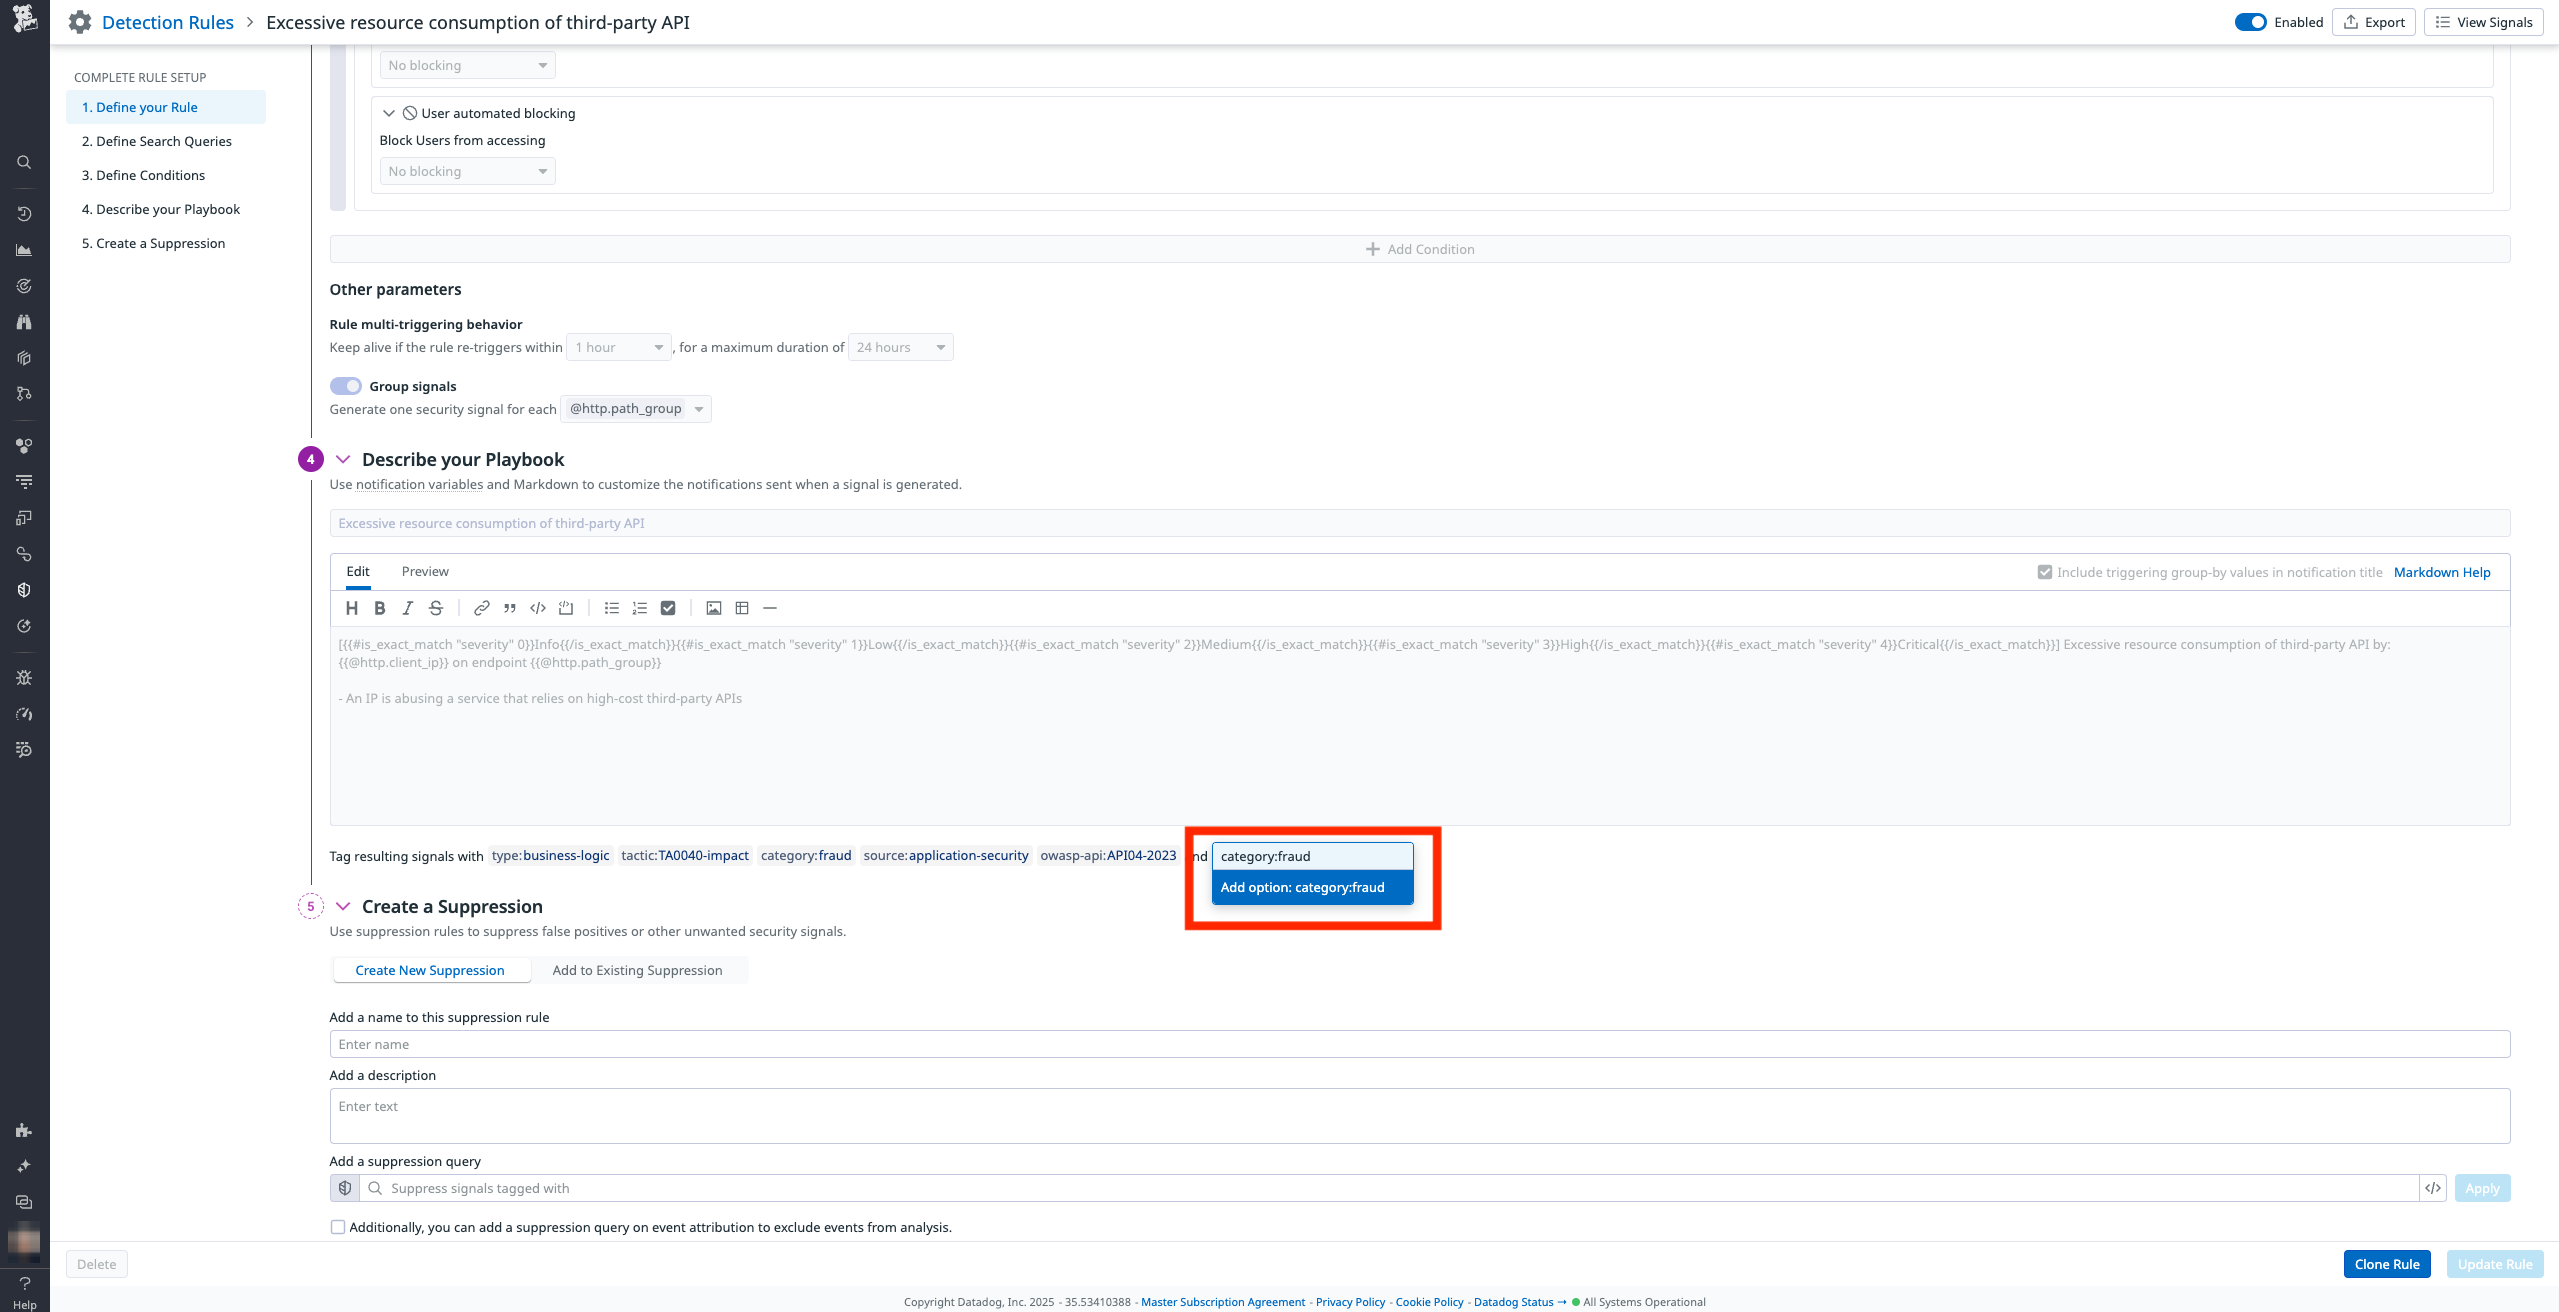 Detection Rules > Excessive resource consumption of third-party API
Enabled
Export
View Signals
COMPLETE RULE SETUP
1. Define your Rule
2. Define Search Queries
3. Define Conditions
4. Describe your Playbook
5. Create a Suppression
No blocking
User automated blocking
Block Users from accessing
No blocking
Add Condition
Other parameters
Rule multi-triggering behavior
Keep alive if the rule re-triggers within 1 hour , for a maximum duration of 24 hours
Group signals
Generate one security signal for each @http.path_group
4 Describe your Playbook
Use notification variables and Markdown to customize the notifications sent when a signal is generated.
Excessive resource consumption of third-party API
Edit Preview
Include triggering group-by values in notification title Markdown Help
[{{#is_exact_match "severity" 0}}Info{{/is_exact_match}}{{#is_exact_match "severity" 1}}Low{{/is_exact_match}}{{#is_exact_match "severity" 2}}Medium{{/is_exact_match}}{{#is_exact_match "severity" 3}}High{{/is_exact_match}}{{#is_exact_match "severity" 4}}Critical{{/is_exact_match}}] Excessive resource consumption of third-party API by:
{{@http.client_ip}} on endpoint {{@http.path_group}}
- An IP is abusing a service that relies on high-cost third-party APIs
Tag resulting signals with type:business-logic tactic:TA0040-impact category:fraud source:application-security owasp-api:API04-2023 nd category:fraud
Add option: category:fraud
5 Create a Suppression
Use suppression rules to suppress false positives or other unwanted security signals.
Create New Suppression Add to Existing Suppression
Add a name to this suppression rule
Enter name
Add a description
Enter text
Add a suppression query
Suppress signals tagged with
Apply
Additionally, you can add a suppression query on event attribution to exclude events from analysis.
Delete
Clone Rule
Update Rule
Help
Copyright Datadog, Inc. 2025 - 35.53410388 - Master Subscription Agreement - Privacy Policy - Cookie Policy - Datadog Status → All Systems Operational